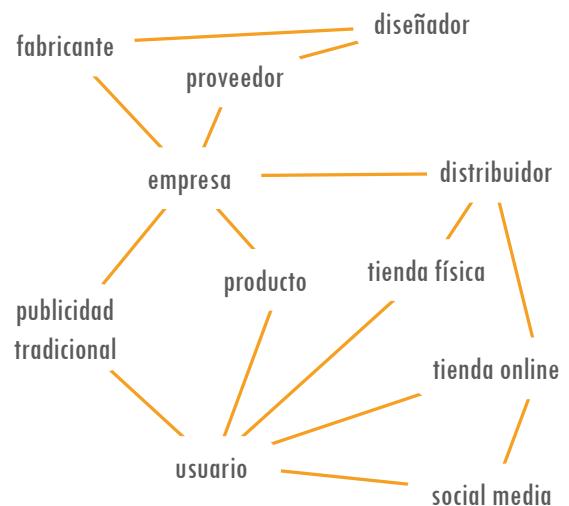 diseñador
fabricante
proveedor
empresa
distribuidor
producto
tienda física
publicidad
tradicional
tienda online
usuario
social media